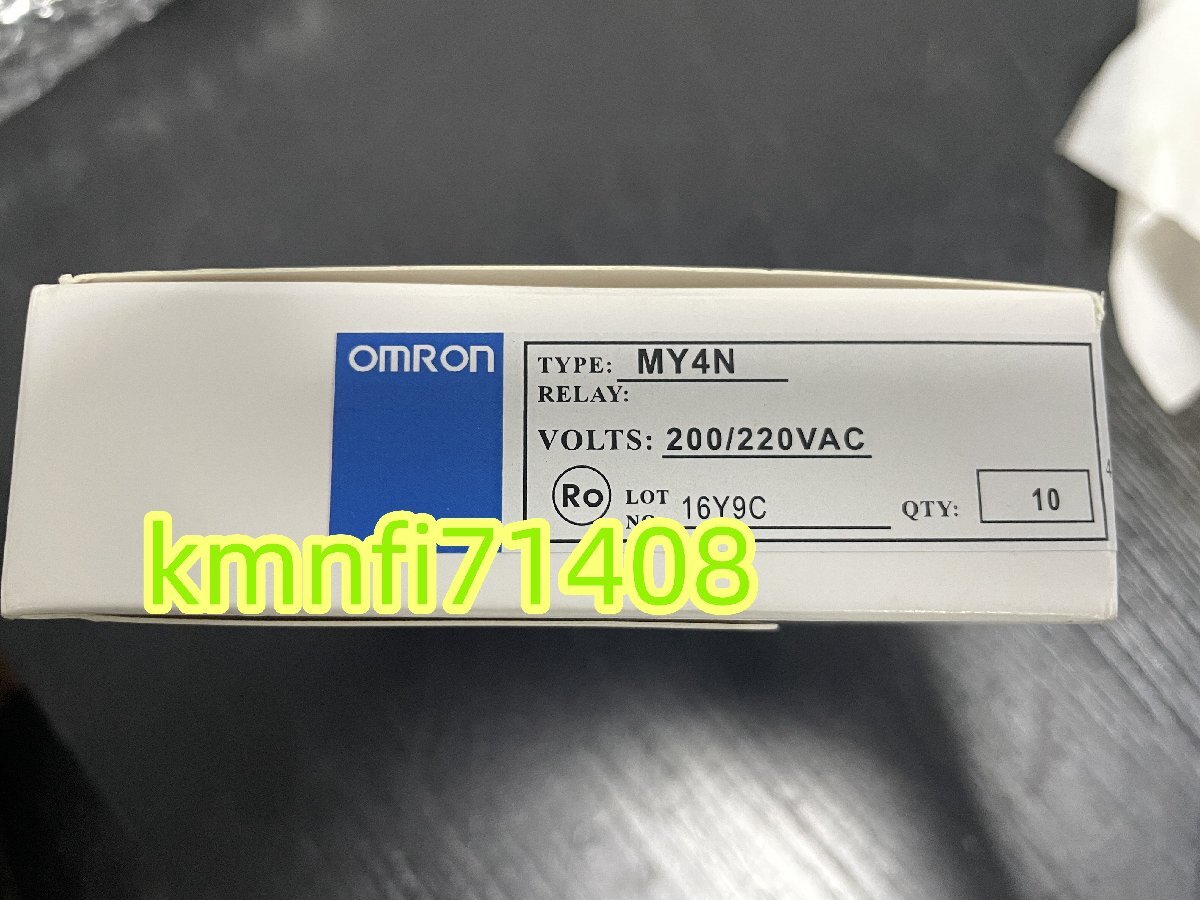 OMRON
TYPE: MY4N
RELAY:
VOLTS: 200/220VAC
Ro LOT NO 16Y9C QTY: 10
kmnfi71408